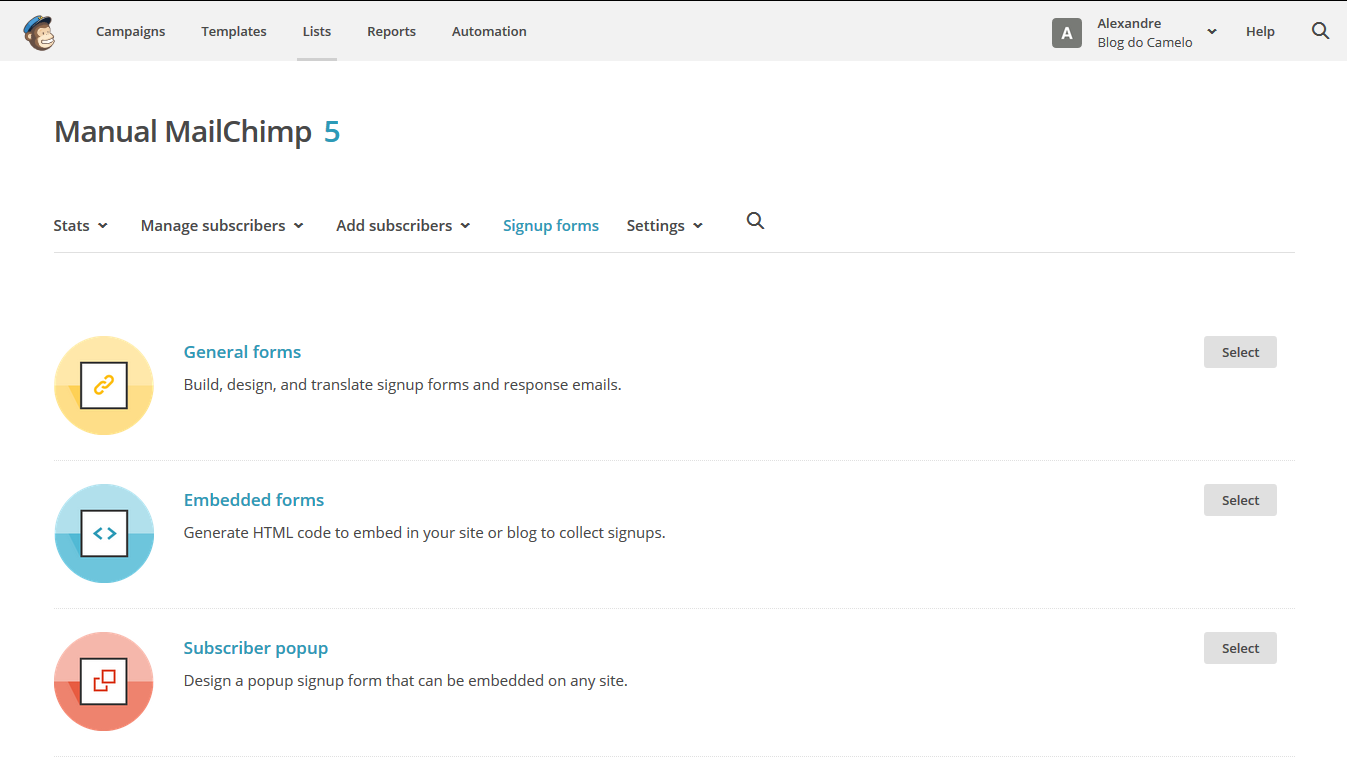 Campaigns Templates Lists Reports Automation
A Alexandre Help
Blog do Camelo
Manual MailChimp 5
Stats Manage subscribers Add subscribers Signup forms Settings
General forms Select
Build, design, and translate signup forms and response emails.
Embedded forms Select
Generate HTML code to embed in your site or blog to collect signups.
Subscriber popup Select
Design a popup signup form that can be embedded on any site.